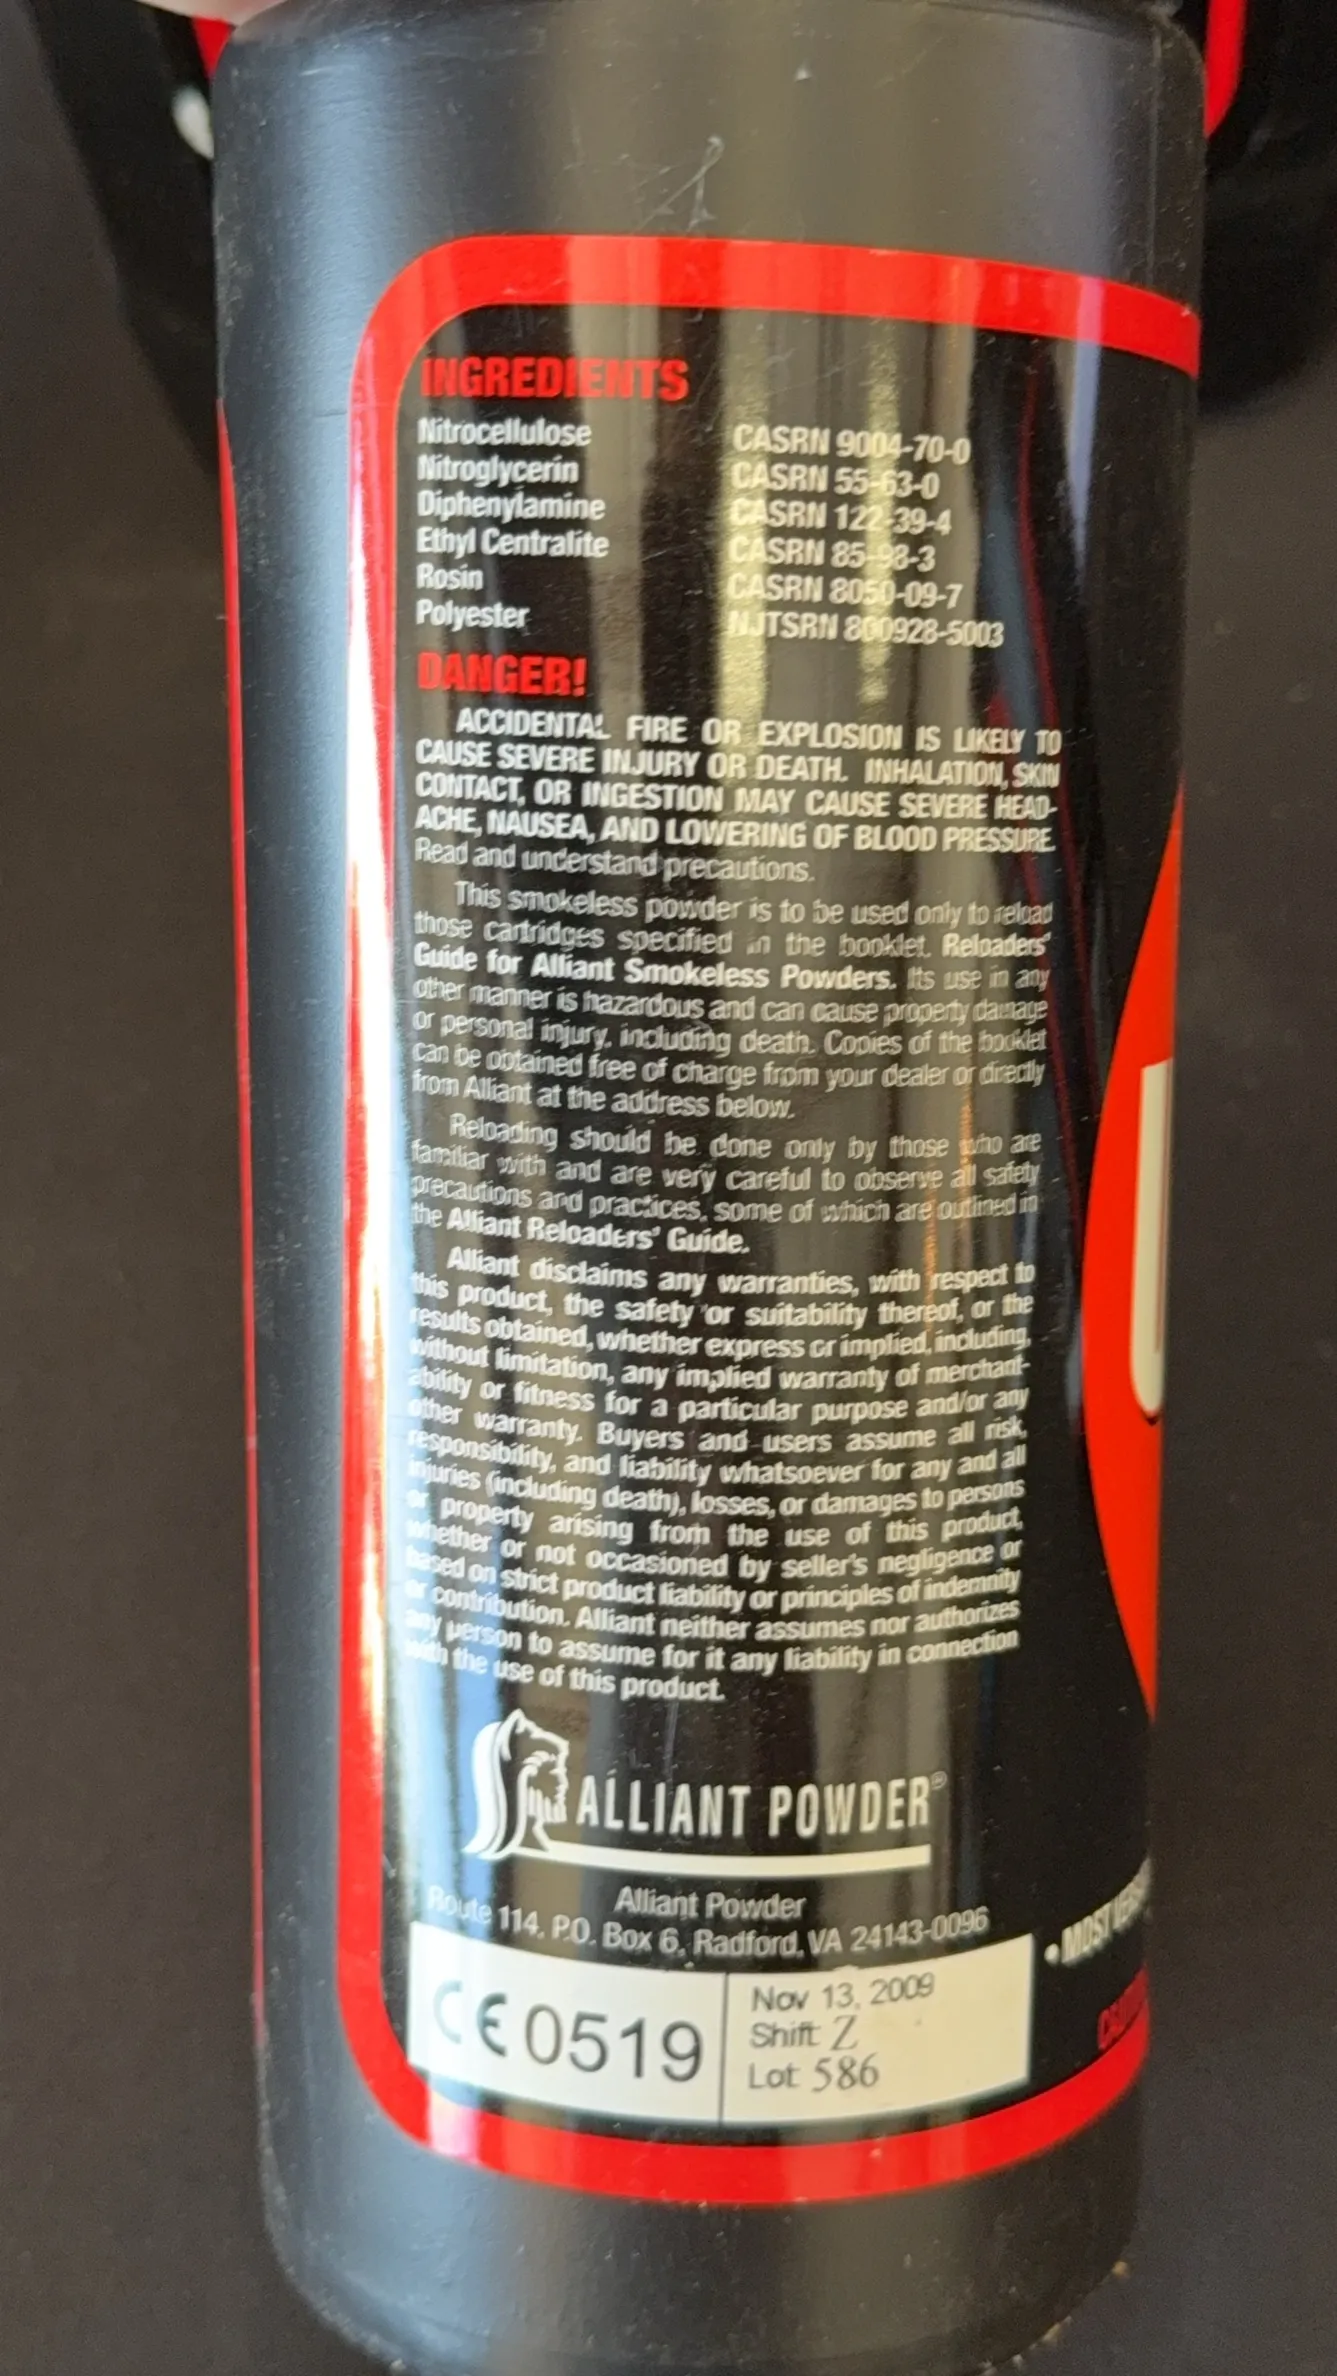 INGREDIENTS
Nitrocellulose CASRN 9004-70-0
Nitroglycerin CASRN 55-63-0
Diphenylamine CASRN 122-39-4
Ethyl Centralite CASRN 85-98-3
Rosin CASRN 8050-09-7
Polyester NJTSRN 800928-5003
DANGER!
ACCIDENTAL FIRE OR EXPLOSION IS LIKELY TO
CAUSE SEVERE INJURY OR DEATH. INHALATION, SKIN
CONTACT, OR INGESTION MAY CAUSE SEVERE HEAD-
ACHE, NAUSEA, AND LOWERING OF BLOOD PRESSURE.
Read and understand precautions.
This smokeless powder is to be used only to reload
those cartridges specified in the booklet. Reloaders'
Guide for Alliant Smokeless Powders. Its use in any
other manner is hazardous and can cause property damage
or personal injury, including death. Copies of the booklet
can be obtained free of charge from your dealer or directly
from Alliant at the address below.
Reloading should be done only by those who are
familiar with and are very careful to observe all safety
precautions and practices, some of which are outlined in
the Alliant Reloaders' Guide.
Alliant disclaims any warranties, with respect to
this product, the safety or suitability thereof, or the
results obtained, whether express or implied, including,
without limitation, any implied warranty of merchant-
ability or fitness for a particular purpose and/or any
other warranty. Buyers and users assume all risk,
responsibility, and liability whatsoever for any and all
injuries (including death), losses, or damages to persons
or property arising from the use of this product,
whether or not occasioned by seller's negligence or
based on strict product liability or principles of indemnity
or contribution. Alliant neither assumes nor authorizes
any person to assume for it any liability in connection
with the use of this product.
ALLIANT POWDER®
Alliant Powder
Route 114, P.O. Box 6, Radford, VA 24143-0096
• MOST
CE 0519
Nov 13, 2009
Shift: Z
Lot: 586